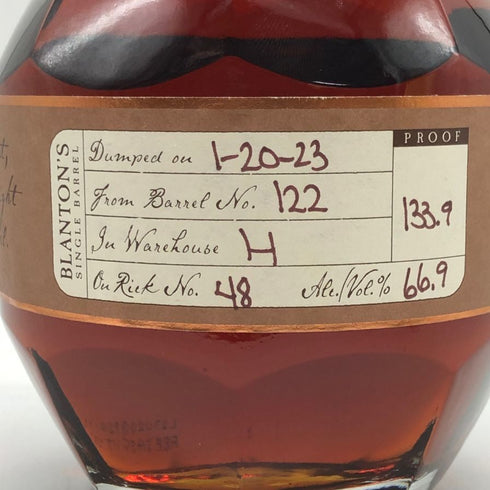 BLANTON'S
SINGLE BARREL
Dumped on 1-20-23
From Barrel No. 122
In Warehouse H
On Rick No. 48
PROOF
133.9
Alc./Vol.% 66.9